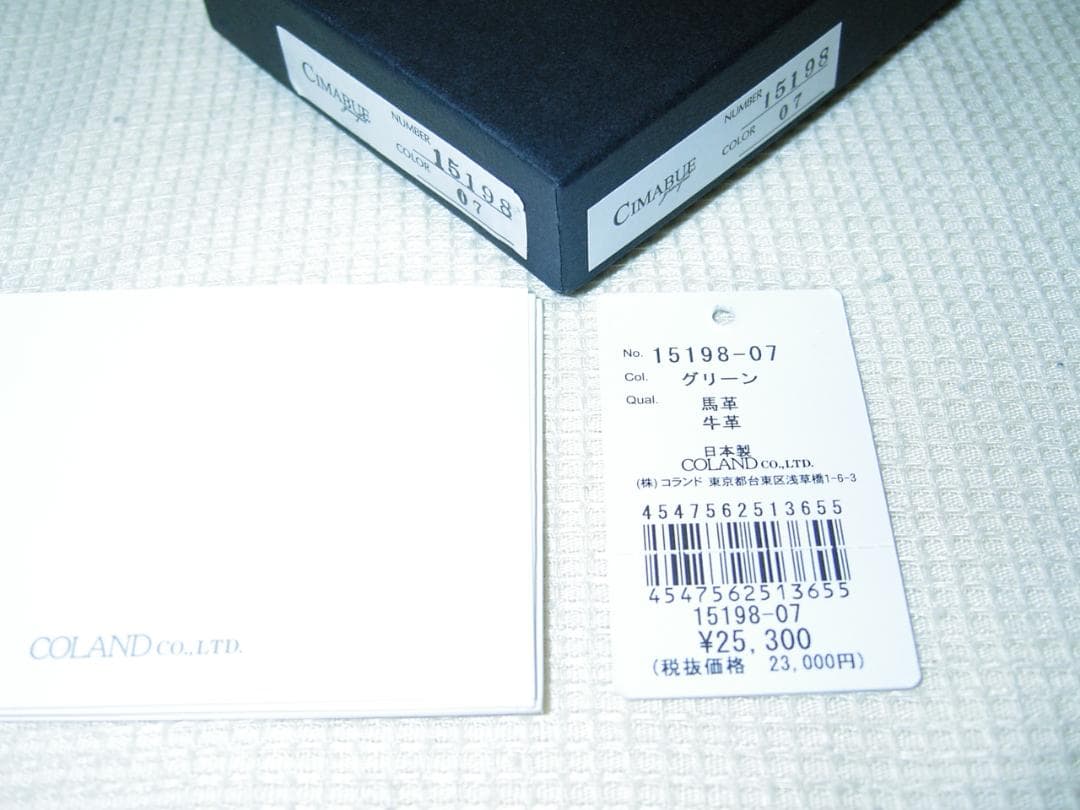 CIMABUE
NUMBER 15198
COLOR 07
CIMABUE
NUMBER 15198
COLOR 07
No. 15198-07
Col. グリーン
Qual. 馬革
牛革
日本製
COLAND CO.,LTD.
(株)コランド 東京都台東区浅草橋1-6-3
4547562513655
4547562513655
15198-07
¥25,300
(税抜価格 23,000円)
COLAND CO.,LTD.